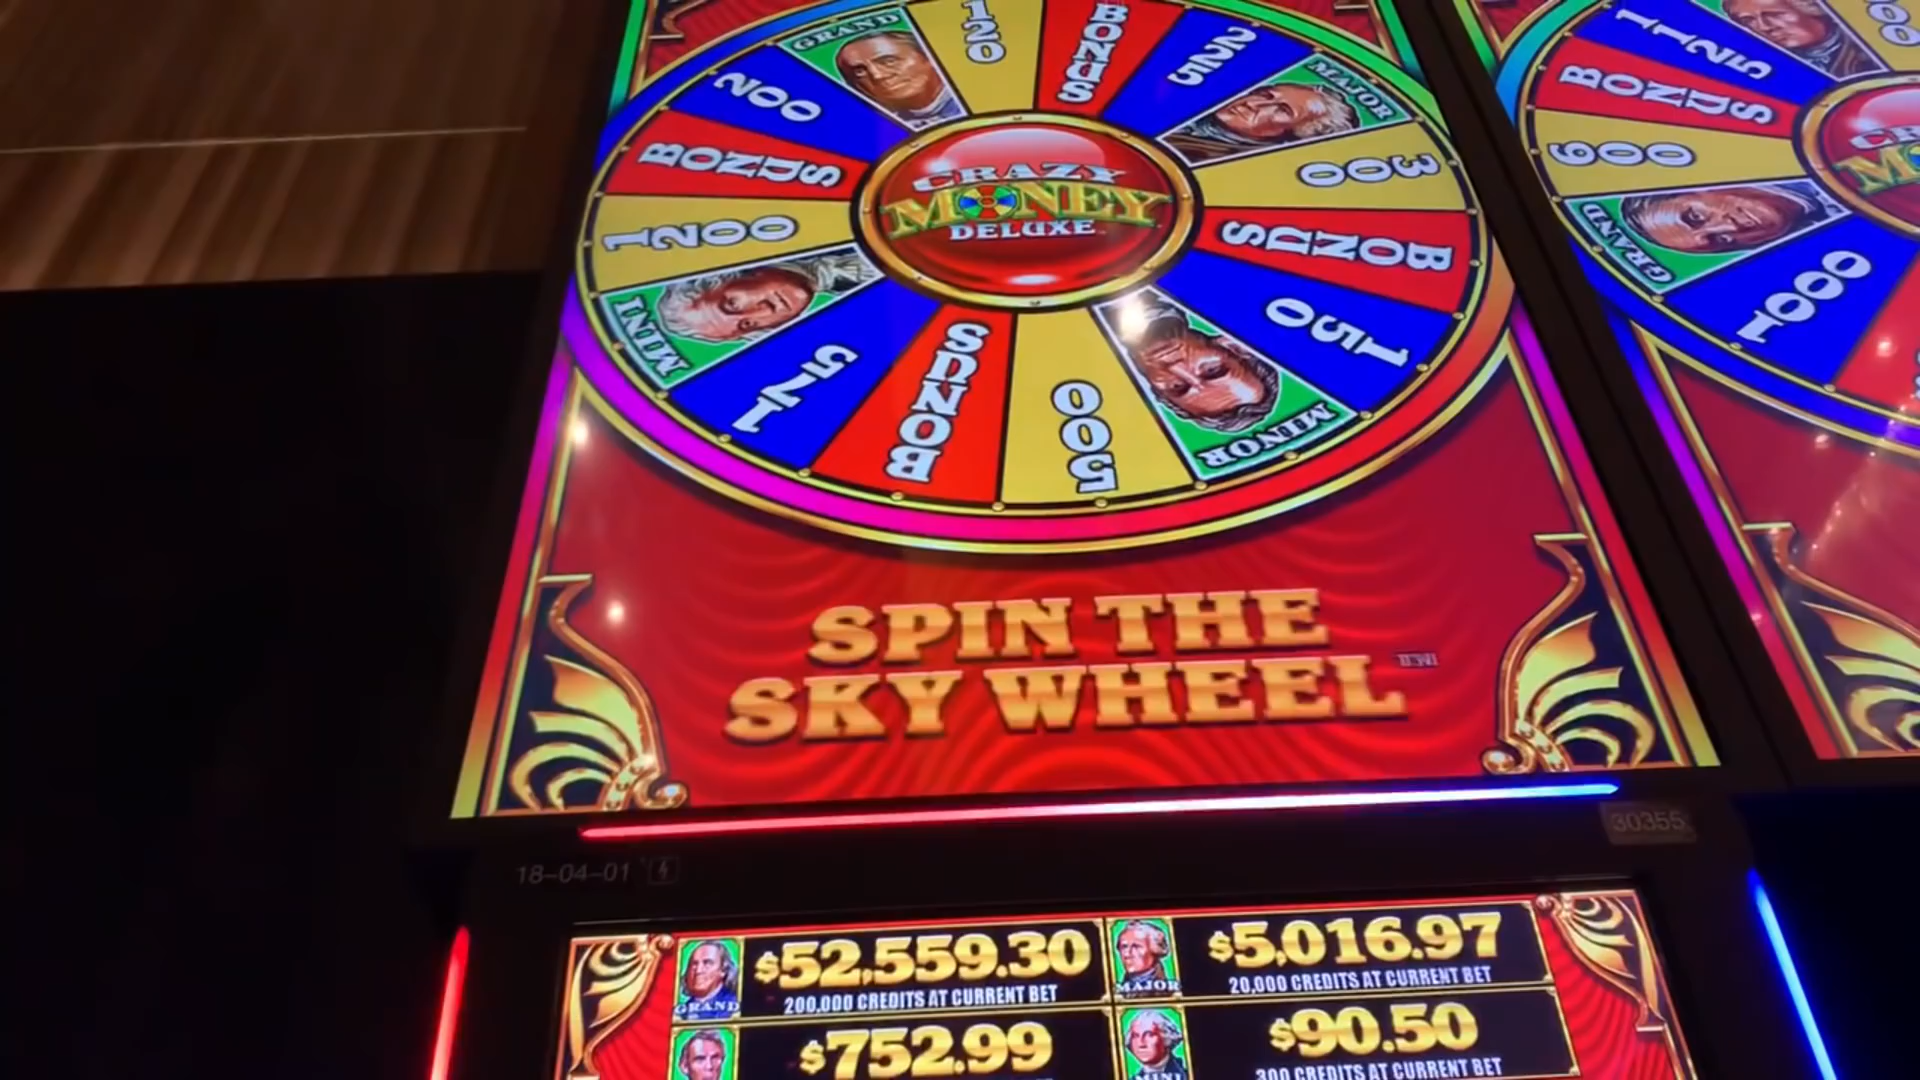 GRAND
120
BONUS
225
MAJOR
300
BONUS
150
MINOR
500
BONUS
175
MINI
1200
BONUS
200
CRAZY
MONEY
DELUXE
125
BONUS
600
GRAND
1000
SPIN THE
SKY WHEEL
30355
18-04-01
GRAND
$52,559.30
200,000 CREDITS AT CURRENT BET
MAJOR
$5,016.97
20,000 CREDITS AT CURRENT BET
$752.99
MINI
$90.50
300 CREDITS AT CURRENT BET